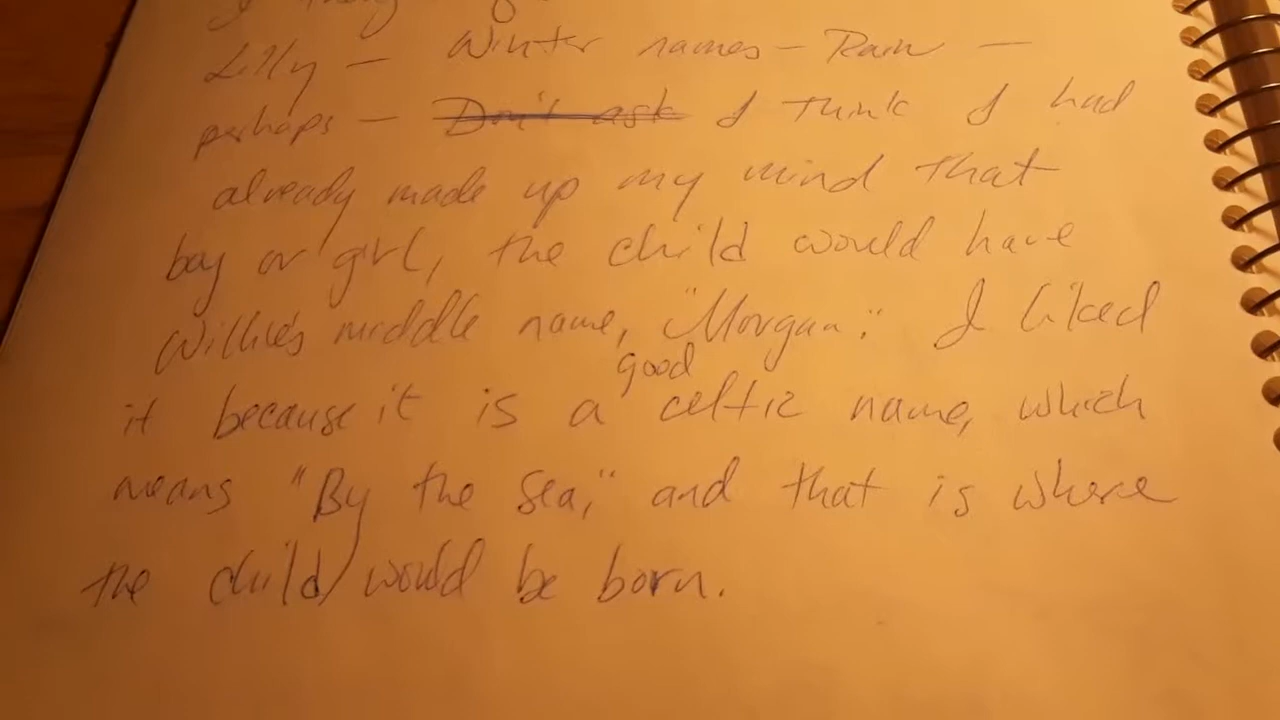 Lilly — Winter names — Rain —
perhaps — Don't ask I think I had
already made up my mind that
boy or girl, the child would have
Willie's middle name, "Morgan". I liked
good
it because it is a celtic name, which
means "By the Sea," and that is where
the child would be born.